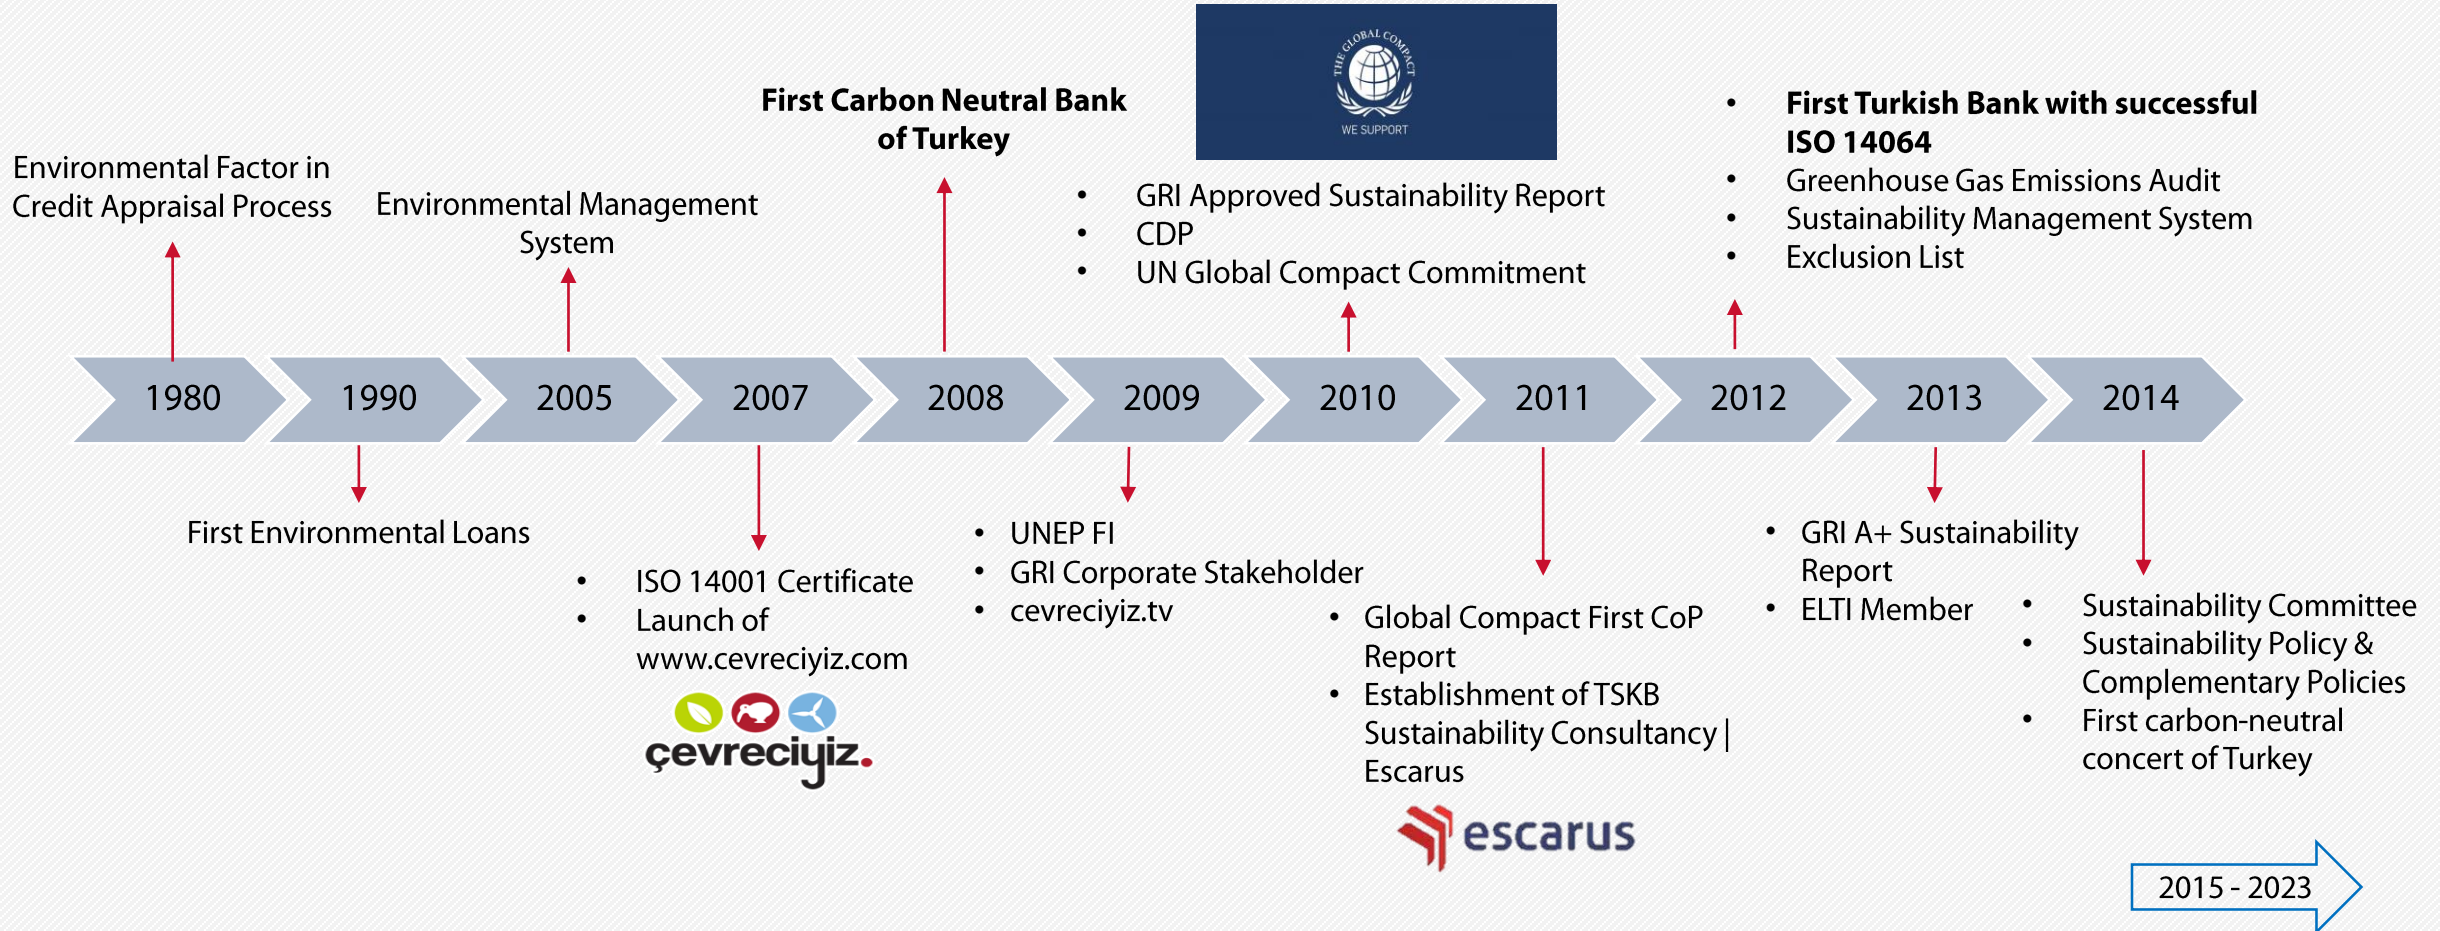 THE GLOBAL COMPACT
WE SUPPORT
Environmental Factor in
Credit Appraisal Process
Environmental Management
System
First Carbon Neutral Bank
of Turkey
• GRI Approved Sustainability Report
• CDP
• UN Global Compact Commitment
• First Turkish Bank with successful
ISO 14064
• Greenhouse Gas Emissions Audit
• Sustainability Management System
• Exclusion List
1980
1990
2005
2007
2008
2009
2010
2011
2012
2013
2014
First Environmental Loans
• ISO 14001 Certificate
• Launch of
www.cevreciyiz.com
çevreciyiz.
• UNEP FI
• GRI Corporate Stakeholder
• cevreciyiz.tv
• Global Compact First CoP
Report
• Establishment of TSKB
Sustainability Consultancy |
Escarus
escarus
• GRI A+ Sustainability
Report
• ELTI Member
• Sustainability Committee
• Sustainability Policy &
Complementary Policies
• First carbon-neutral
concert of Turkey
2015 - 2023